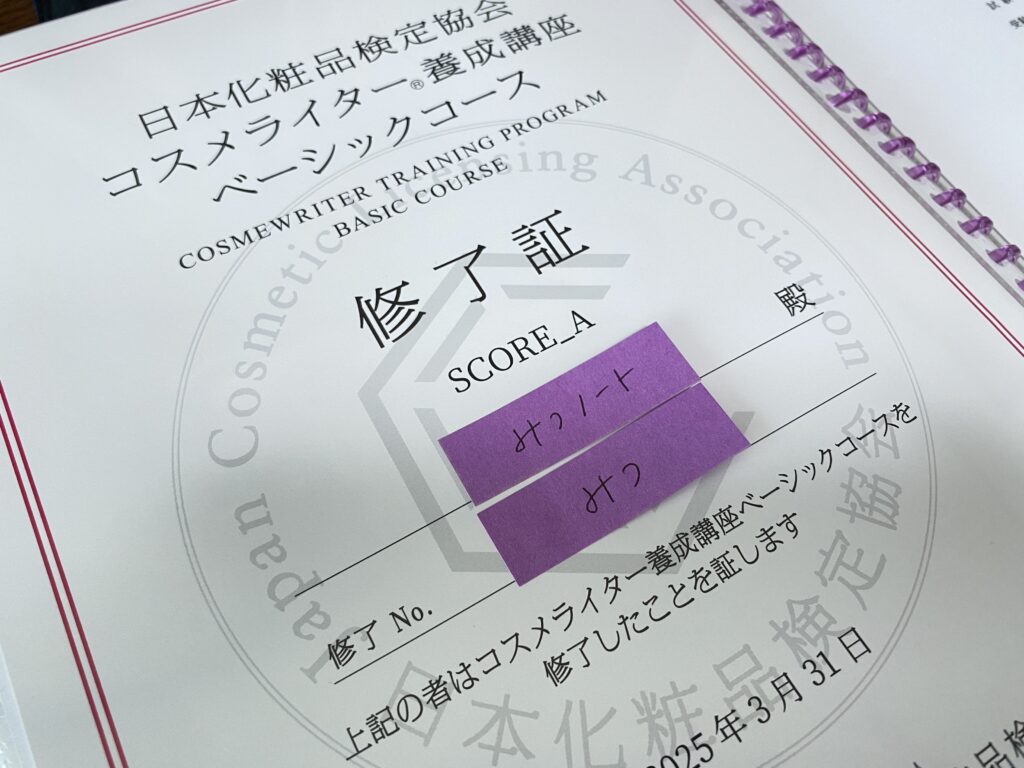 日本化粧品検定協会
コスメライター®養成講座
ベーシックコース
COSMEWRITER TRAINING PROGRAM
BASIC COURSE
修了証
SCORE_A
みつノート
殿
みつ
修了 No.
上記の者はコスメライター養成講座ベーシックコースを
修了したことを証します
2025年3月31日
品検
Japan Cosmetic Licensing Association
日本化粧品検定協会